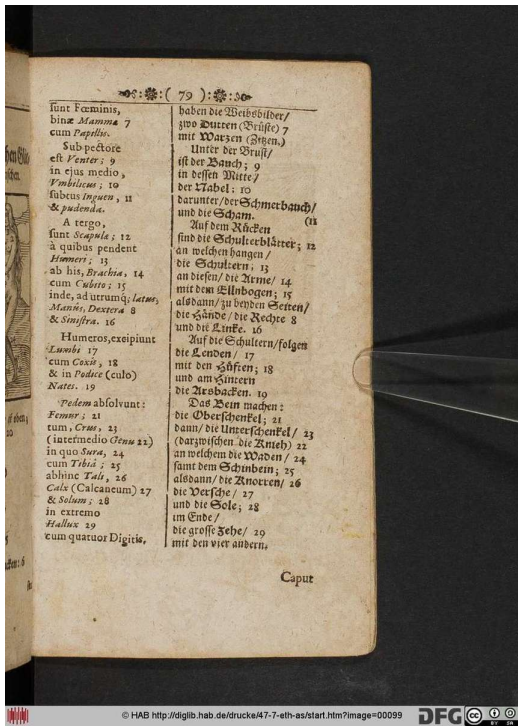 ( 79 )
sunt Fœminis,
binæ Mammæ 7
cum Papillis.
Sub pectore
est Venter; 9
in ejus medio,
Vmbilicus; 10
subtus Inguen, 11
& pudenda.
A tergo,
sunt Scapulæ; 12
à quibus pendent
Humeri; 13
ab his, Brachia, 14
cum Cubito; 15
inde, ad utrumq; latus,
Manus, Dextera 8
& Sinistra. 16
Humeros, exeipiunt
Lumbi 17
cum Coxis, 18
& in Podice (culo)
Nates. 19
Pedem absolvunt:
Femur; 21
tum, Crus, 23
(intermedio Genu 22)
in quo Sura, 24
cum Tibiâ; 25
abhinc Tali, 26
Calx (Calcaneum) 27
& Solum; 28
in extremo
Hallux 29
cum quatuor Digitis.
haben die Weibsbilder/
zwo Dutten (Brüste) 7
mit Warzen (Zitzen.)
Unter der Brust/
ist der Bauch; 9
in dessen Mitte/
der Nabel; 10
darunter/der Schmerbauch/
und die Scham. (11
Auf dem Rücken
sind die Schulterblätter; 12
an welchen hangen/
die Schultern; 13
an diesen/ die Arme/ 14
mit dem Ellnbogen; 15
alsdann/ zu beyden Seiten/
die Hände/ die Rechte 8
und die Linke. 16
Auf die Schultern/folgen
die Lenden/ 17
mit den Hüften; 18
und am Hintern
die Arsbacken. 19
Das Bein machen:
die Oberschenkel; 21
dann/ die Unterschenkel/ 23
(darzwischen die Knieh) 22
an welchem die Waden/ 24
samt dem Schinbein; 25
alsdann/ die Knorren/ 26
die Versche/ 27
und die Sole; 28
im Ende/
die grosse Zehe/ 29
mit den vier andern.
Caput
© HAB http://diglib.hab.de/drucke/47-7-eth-as/start.htm?image=00099
DFG
BY SA